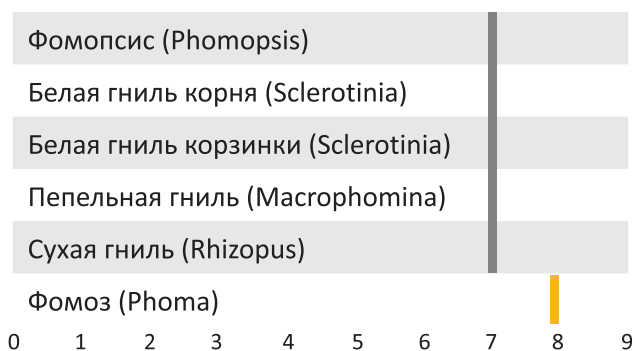 Фомопсис (Phomopsis)
Белая гниль корня (Sclerotinia)
Белая гниль корзинки (Sclerotinia)
Пепельная гниль (Macrophomina)
Сухая гниль (Rhizopus)
Фомоз (Phoma)
0 1 2 3 4 5 6 7 8 9